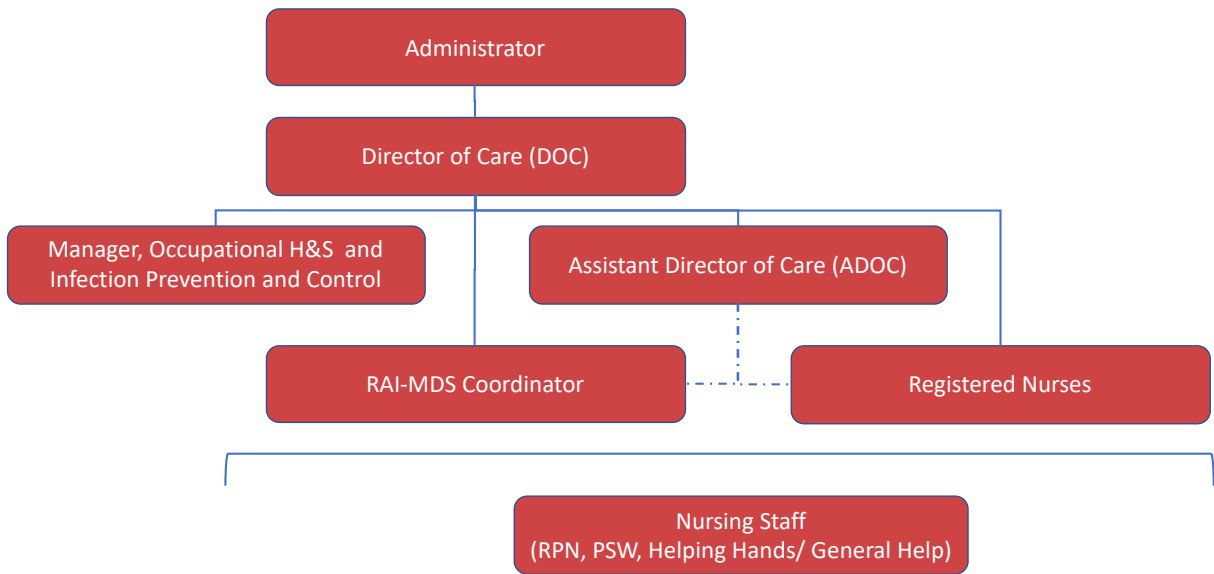 Administrator
Director of Care (DOC)
Manager, Occupational H&S and
Infection Prevention and Control
Assistant Director of Care (ADOC)
RAI-MDS Coordinator
Registered Nurses
Nursing Staff
(RPN, PSW, Helping Hands/ General Help)